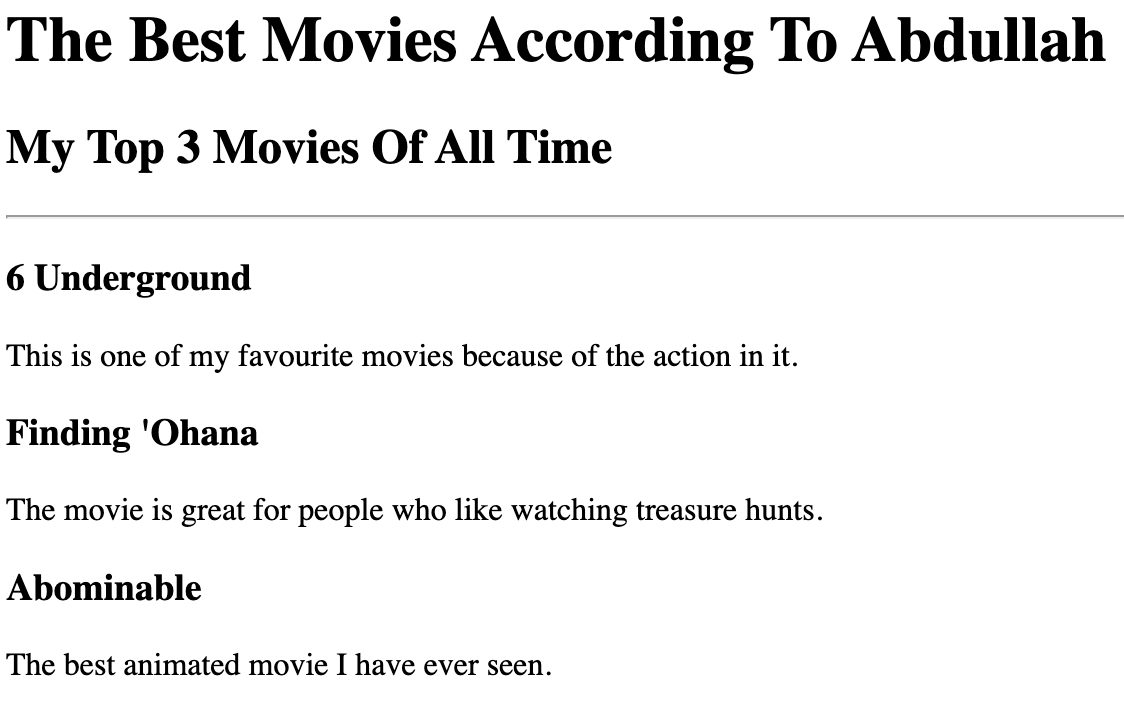 The Best Movies According To Abdullah
My Top 3 Movies Of All Time
6 Underground
This is one of my favourite movies because of the action in it.
Finding 'Ohana
The movie is great for people who like watching treasure hunts.
Abominable
The best animated movie I have ever seen.